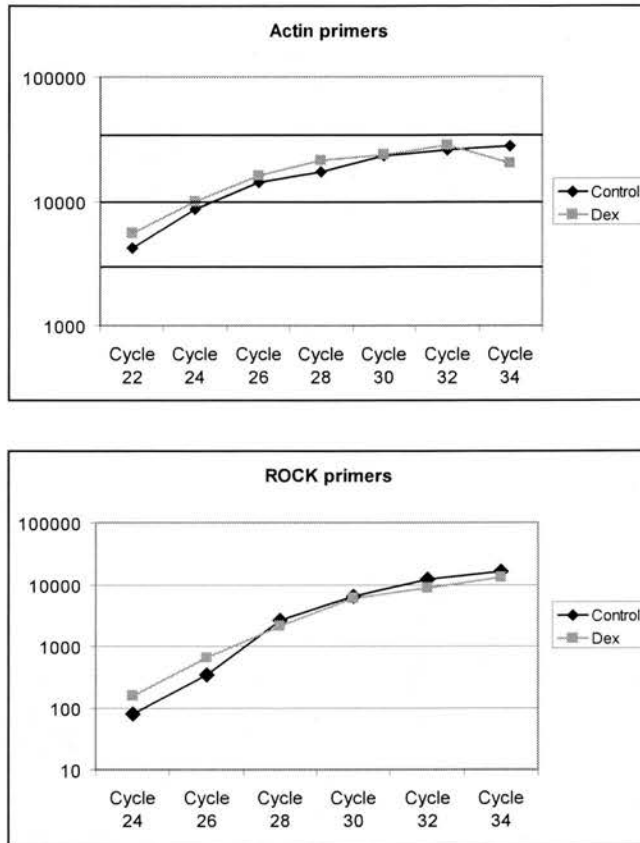 Actin primers
100000
10000
1000
Cycle Cycle Cycle Cycle Cycle Cycle Cycle
22 24 26 28 30 32 34
Control
Dex
ROCK primers
100000
10000
1000
100
10
Cycle Cycle Cycle Cycle Cycle Cycle
24 26 28 30 32 34
Control
Dex